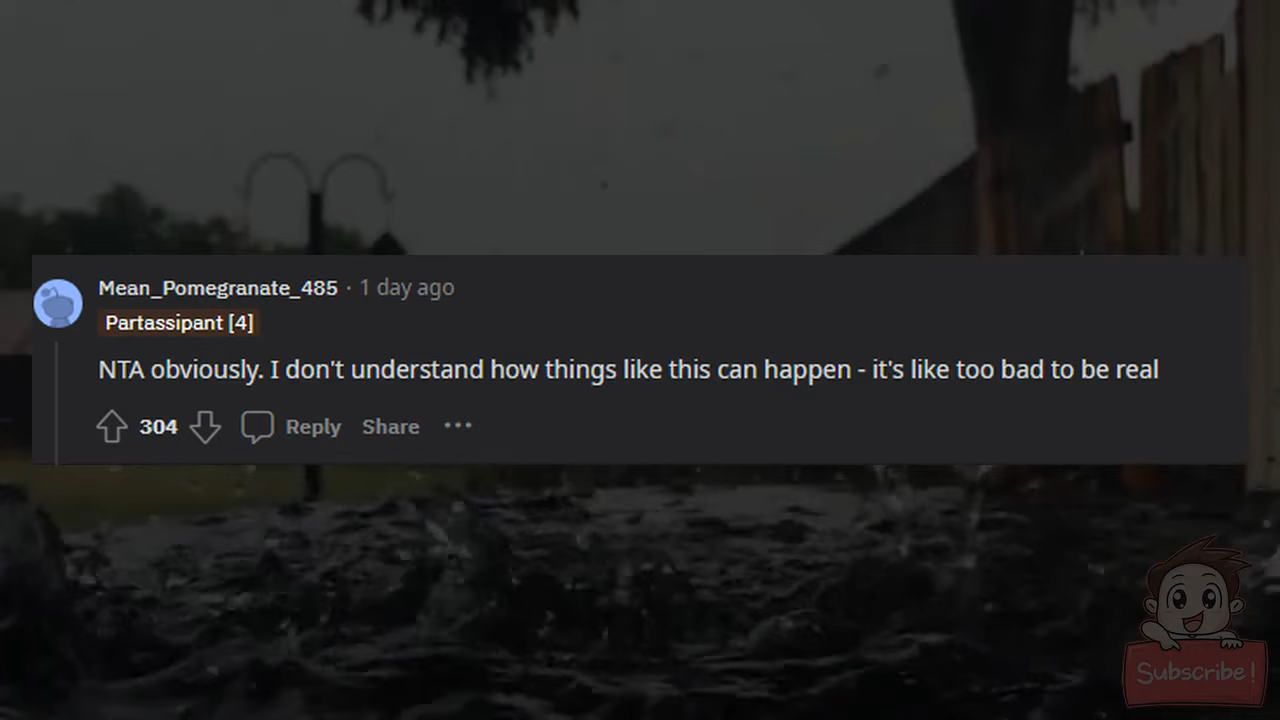 Mean_Pomegranate_485 · 1 day ago
Partassipant [4]
NTA obviously. I don't understand how things like this can happen - it's like too bad to be real
304 Reply Share ···
Subscribe!